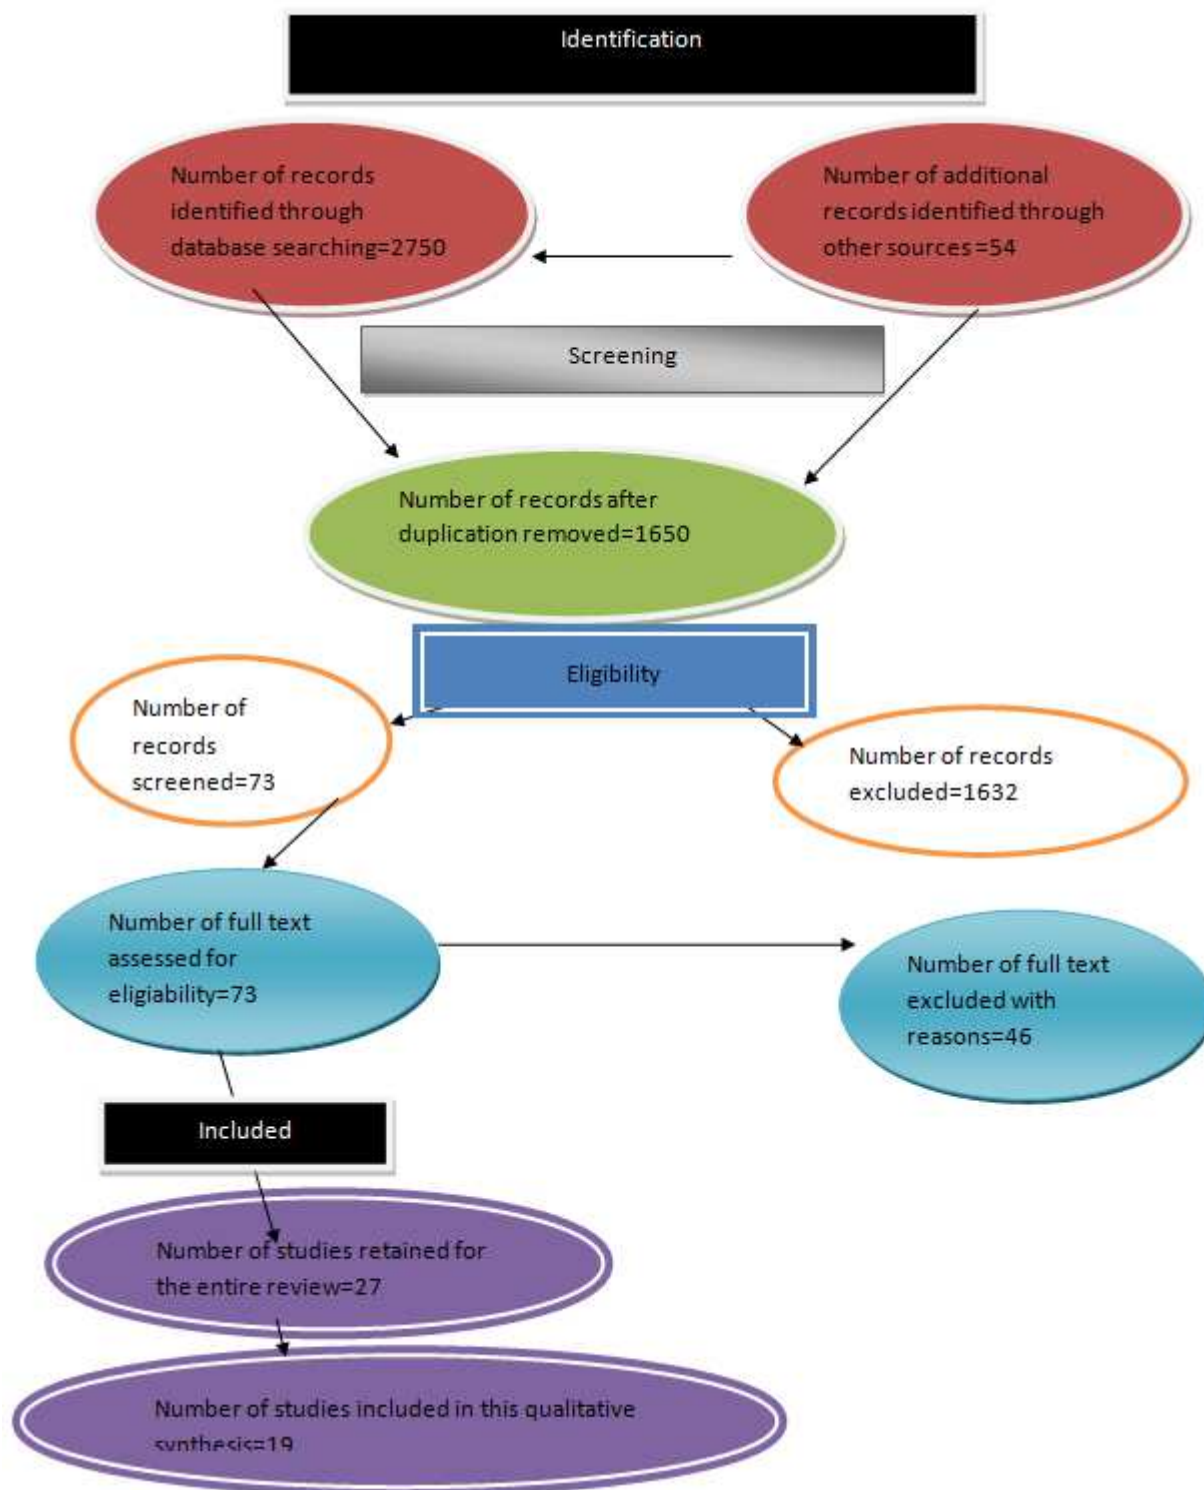 Identification
Number of records
identified through
database searching=2750
Number of additional
records identified through
other sources =54
Screening
Number of records after
duplication removed=1650
Eligibility
Number of
records
screened=73
Number of records
excluded=1632
Number of full text
assessed for
eligiability=73
Number of full text
excluded with
reasons=46
Included
Number of studies retained for
the entire review=27
Number of studies included in this qualitative
synthesis=19